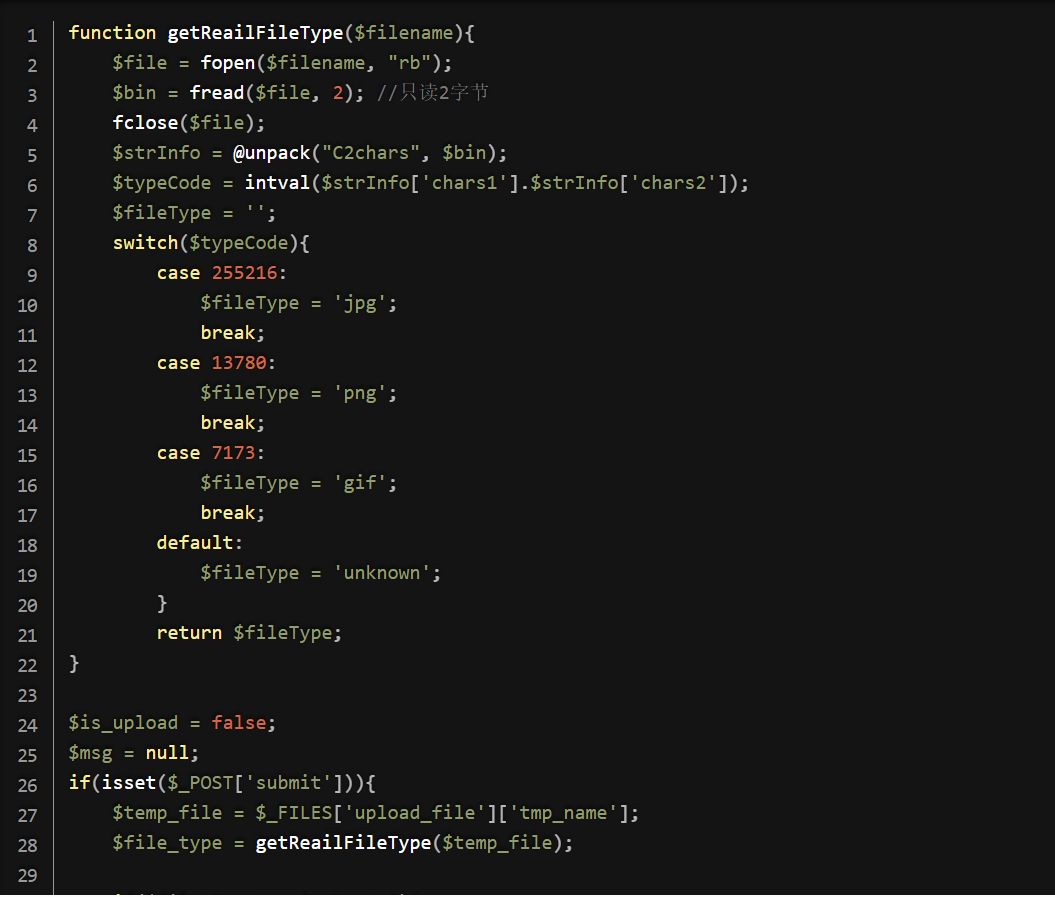 1 function getReailFileType($filename){
2     $file = fopen($filename, "rb");
3     $bin = fread($file, 2); //只读2字节
4     fclose($file);
5     $strInfo = @unpack("C2chars", $bin);
6     $typeCode = intval($strInfo['chars1'].$strInfo['chars2']);
7     $fileType = '';
8     switch($typeCode){
9         case 255216:
10             $fileType = 'jpg';
11             break;
12         case 13780:
13             $fileType = 'png';
14             break;
15         case 7173:
16             $fileType = 'gif';
17             break;
18         default:
19             $fileType = 'unknown';
20         }
21         return $fileType;
22 }
23
24 $is_upload = false;
25 $msg = null;
26 if(isset($_POST['submit'])){
27     $temp_file = $_FILES['upload_file']['tmp_name'];
28     $file_type = getReailFileType($temp_file);
29